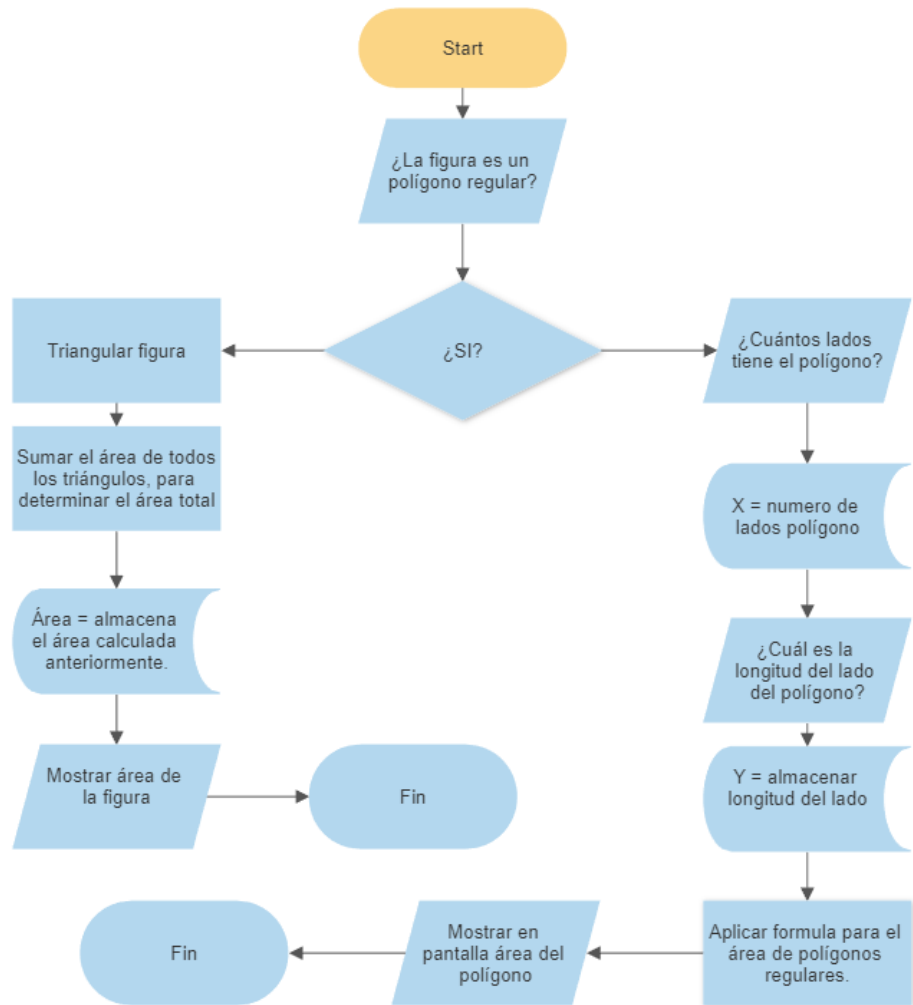 Start
¿La figura es un
polígono regular?
¿SI?
Triangular figura
Sumar el área de todos
los triángulos, para
determinar el área total
Área = almacena
el área calculada
anteriormente.
Mostrar área de
la figura
Fin
¿Cuántos lados
tiene el polígono?
X = numero de
lados polígono
¿Cuál es la
longitud del lado
del polígono?
Y = almacenar
longitud del lado
Aplicar formula para el
área de polígonos
regulares.
Mostrar en
pantalla área del
polígono
Fin